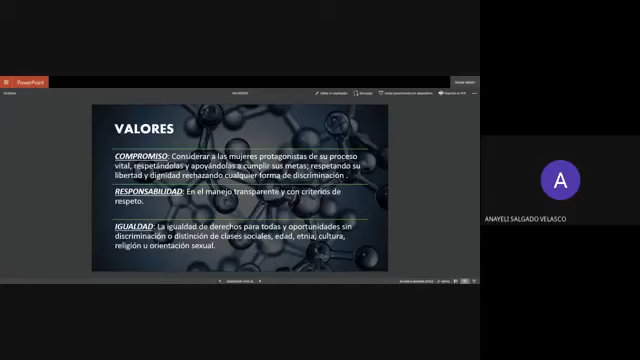 PowerPoint
VALORES
COMPROMISO: Considerar a las mujeres protagonistas de su proceso
vital, respetándolas y apoyándolas a cumplir sus metas; respetando su
libertad y dignidad rechazando cualquier forma de discriminación .
RESPONSABILIDAD: En el manejo transparente y con criterios de
respeto.
IGUALDAD: La igualdad de derechos para todas y oportunidades sin
discriminación o distinción de clases sociales, edad, etnia, cultura,
religión u orientación sexual.
A
ANAYELI SALGADO VELASCO